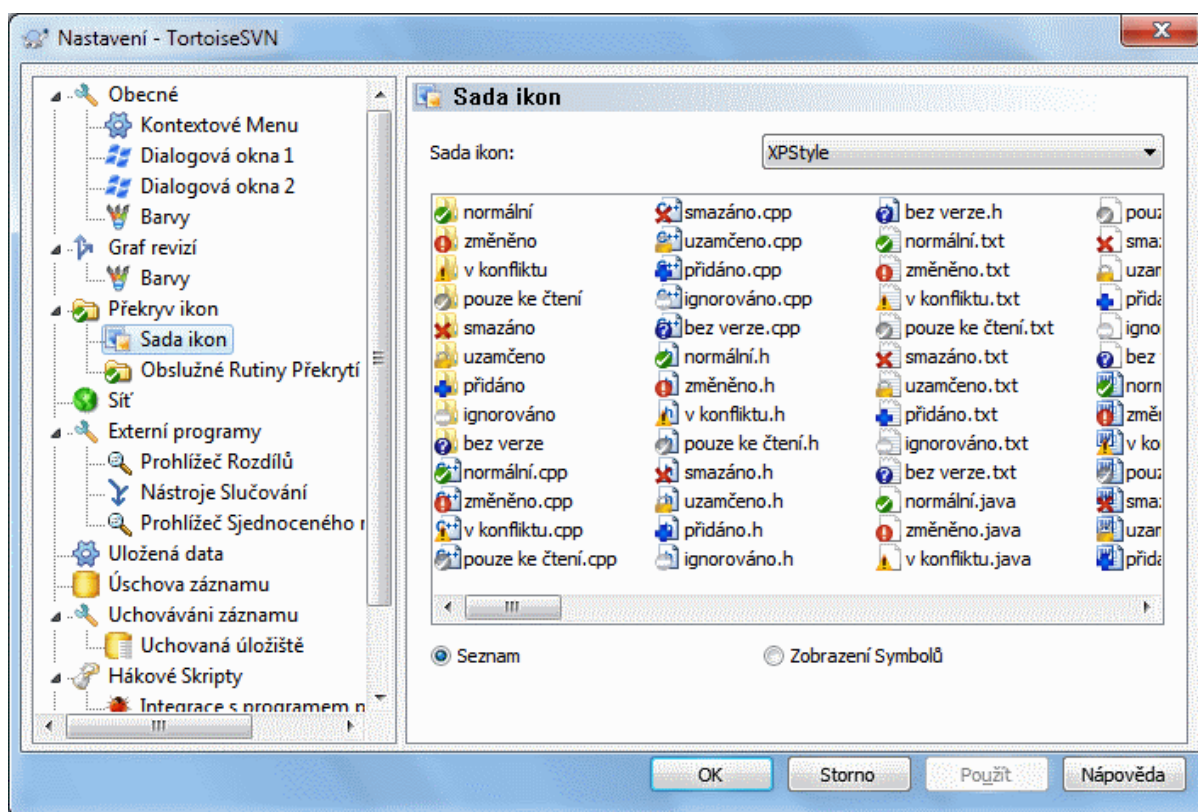 Nastavení - TortoiseSVN
Obecné
Kontextové Menu
Dialogová okna 1
Dialogová okna 2
Barvy
Graf revizí
Barvy
Překryv ikon
Sada ikon
Obslužné Rutiny Překrytí
Síť
Externí programy
Prohlížeč Rozdílů
Nástroje Slučování
Prohlížeč Sjednoceného
Uložená data
Úschova záznamu
Uchováváni záznamu
Uchovaná úložiště
Hákové Skripty
Integrace s programem
Sada ikon
Sada ikon:
XPStyle
normální
změněno
v konfliktu
pouze ke čtení
smazáno
uzamčeno
přidáno
ignorováno
bez verze
normální.cpp
změněno.cpp
v konfliktu.cpp
pouze ke čtení.cpp
smazáno.cpp
uzamčeno.cpp
přidáno.cpp
ignorováno.cpp
bez verze.cpp
normální.h
změněno.h
v konfliktu.h
pouze ke čtení.h
smazáno.h
uzamčeno.h
přidáno.h
ignorováno.h
bez verze.h
normální.txt
změněno.txt
v konfliktu.txt
pouze ke čtení.txt
smazáno.txt
uzamčeno.txt
přidáno.txt
ignorováno.txt
bez verze.txt
normální.java
změněno.java
v konfliktu.java
bez
v
Seznam
Zobrazení Symbolů
OK
Storno
Použít
Nápověda